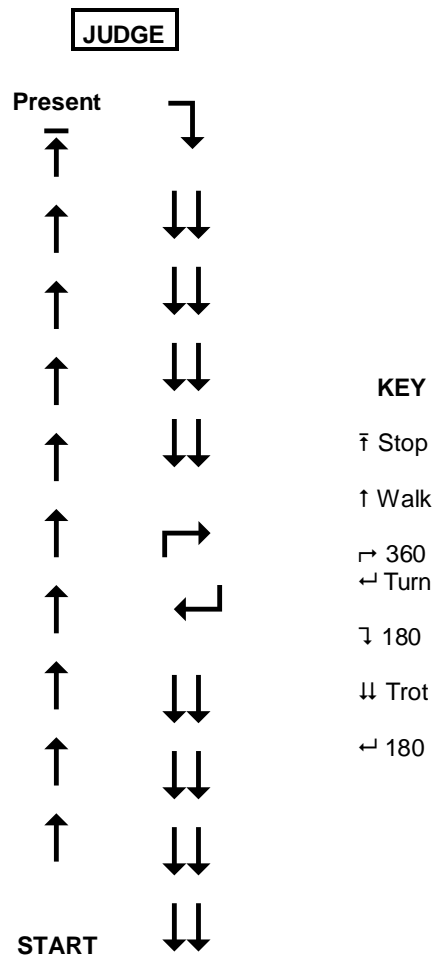 JUDGE
Present
START
KEY
⤒ Stop
↑ Walk
↱ 360
↵ Turn
↴ 180
⇊ Trot
↵ 180